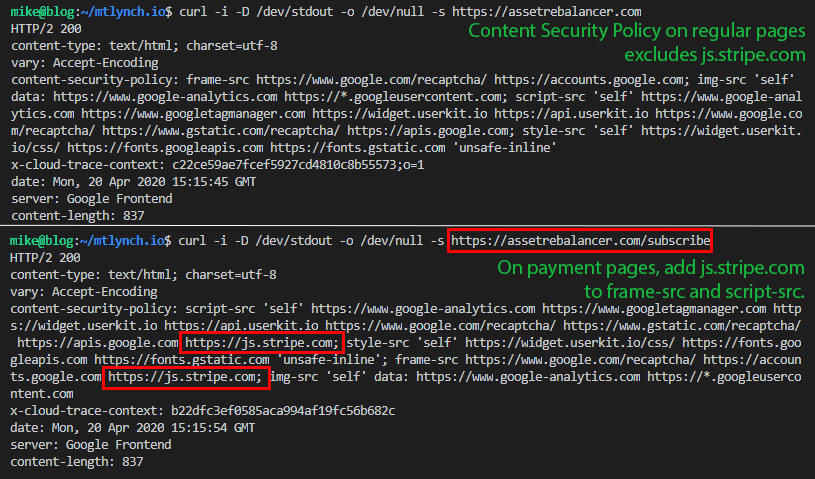 mike@blog:~/mtlynch.io$ curl -i -D /dev/stdout -o /dev/null -s https://assetrebalancer.com
HTTP/2 200
Content Security Policy on regular pages
excludes js.stripe.com
content-type: text/html; charset=utf-8
vary: Accept-Encoding
content-security-policy: frame-src https://www.google.com/recaptcha/ https://accounts.google.com; img-src 'self'
data: https://www.google-analytics.com https://*.googleusercontent.com; script-src 'self' https://www.google-anal
ytics.com https://www.googletagmanager.com https://widget.userkit.io https://api.userkit.io https://www.google.co
m/recaptcha/ https://www.gstatic.com/recaptcha/ https://apis.google.com; style-src 'self' https://widget.userkit.
io/css/ https://fonts.googleapis.com https://fonts.gstatic.com 'unsafe-inline'
x-cloud-trace-context: c22ce59ae7fcef5927cd4810c8b55573;o=1
date: Mon, 20 Apr 2020 15:15:45 GMT
server: Google Frontend
content-length: 837
mike@blog:~/mtlynch.io$ curl -i -D /dev/stdout -o /dev/null -s https://assetrebalancer.com/subscribe
HTTP/2 200
On payment pages, add js.stripe.com
to frame-src and script-src.
content-type: text/html; charset=utf-8
vary: Accept-Encoding
content-security-policy: script-src 'self' https://www.google-analytics.com https://www.googletagmanager.com http
s://widget.userkit.io https://api.userkit.io https://www.google.com/recaptcha/ https://www.gstatic.com/recaptcha/
https://apis.google.com https://js.stripe.com; style-src 'self' https://widget.userkit.io/css/ https://fonts.goo
gleapis.com https://fonts.gstatic.com 'unsafe-inline'; frame-src https://www.google.com/recaptcha/ https://accoun
ts.google.com https://js.stripe.com; img-src 'self' data: https://www.google-analytics.com https://*.googleuserco
ntent.com
x-cloud-trace-context: b22dfc3ef0585aca994af19fc56b682c
date: Mon, 20 Apr 2020 15:15:54 GMT
server: Google Frontend
content-length: 837